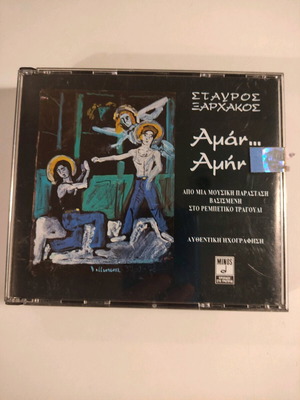 ΣΤΑΥΡΟΣ
ΞΑΡΧΑΚΟΣ
Αμάν...
Αμήν
ΑΠΟ ΜΙΑ ΜΟΥΣΙΚΗ ΠΑΡΑΣΤΑΣΗ
ΒΑΣΙΣΜΕΝΗ
ΣΤΟ ΡΕΜΠΕΤΙΚΟ ΤΡΑΓΟΥΔΙ
ΑΥΘΕΝΤΙΚΗ ΗΧΟΓΡΑΦΗΣΗ
MINOS